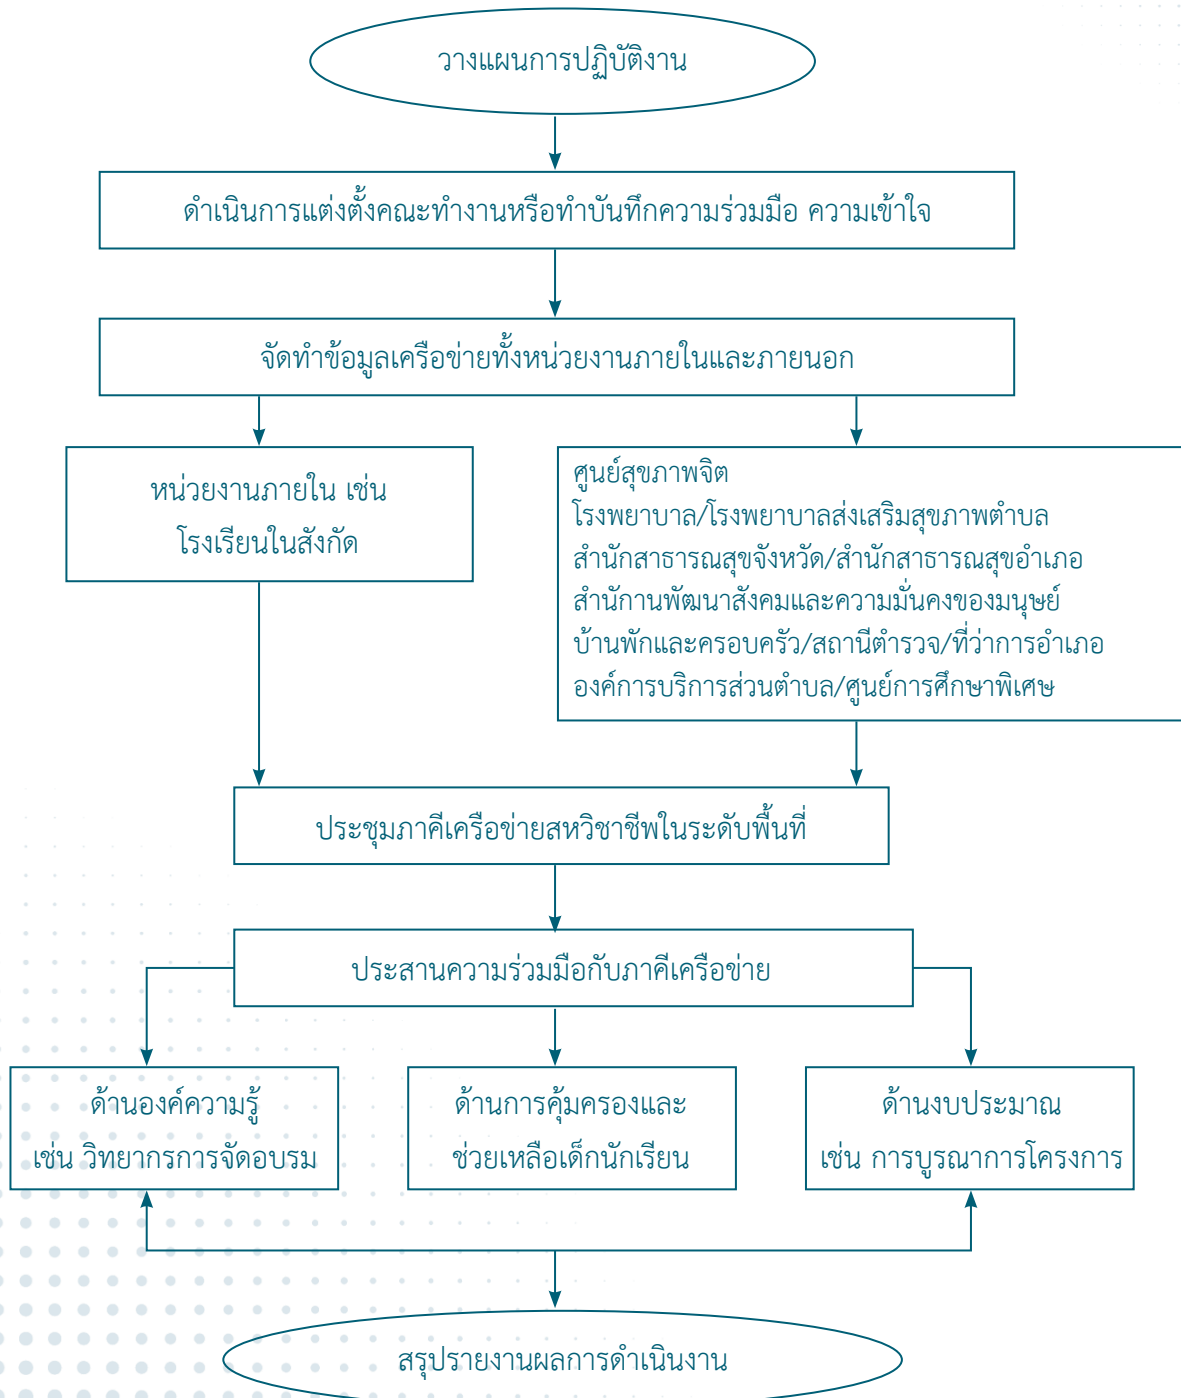 วางแผนการปฏิบัติงาน
ดำเนินการแต่งตั้งคณะทำงานหรือทำบันทึกความร่วมมือ ความเข้าใจ
จัดทำข้อมูลเครือข่ายทั้งหน่วยงานภายในและภายนอก
หน่วยงานภายใน เช่น
โรงเรียนในสังกัด
ศูนย์สุขภาพจิต
โรงพยาบาล/โรงพยาบาลส่งเสริมสุขภาพตำบล
สำนักสาธารณสุขจังหวัด/สำนักสาธารณสุขอำเภอ
สำนักานพัฒนาสังคมและความมั่นคงของมนุษย์
บ้านพักและครอบครัว/สถานีตำรวจ/ที่ว่าการอำเภอ
องค์การบริการส่วนตำบล/ศูนย์การศึกษาพิเศษ
ประชุมภาคีเครือข่ายสหวิชาชีพในระดับพื้นที่
ประสานความร่วมมือกับภาคีเครือข่าย
ด้านองค์ความรู้
เช่น วิทยากรการจัดอบรม
ด้านการคุ้มครองและ
ช่วยเหลือเด็กนักเรียน
ด้านงบประมาณ
เช่น การบูรณาการโครงการ
สรุปรายงานผลการดำเนินงาน